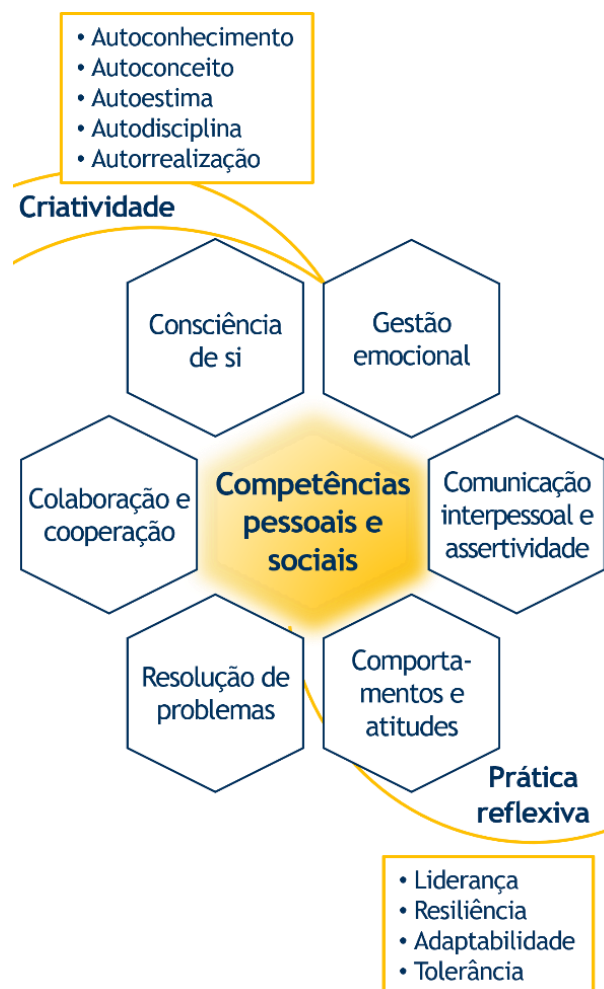 • Autoconhecimento
• Autoconceito
• Autoestima
• Autodisciplina
• Autorrealização
Criatividade
Consciência
de si
Gestão
emocional
Colaboração e
cooperação
Competências
pessoais e
sociais
Comunicação
interpessoal e
assertividade
Resolução de
problemas
Comporta-
mentos e
atitudes
Prática
reflexiva
• Liderança
• Resiliência
• Adaptabilidade
• Tolerância